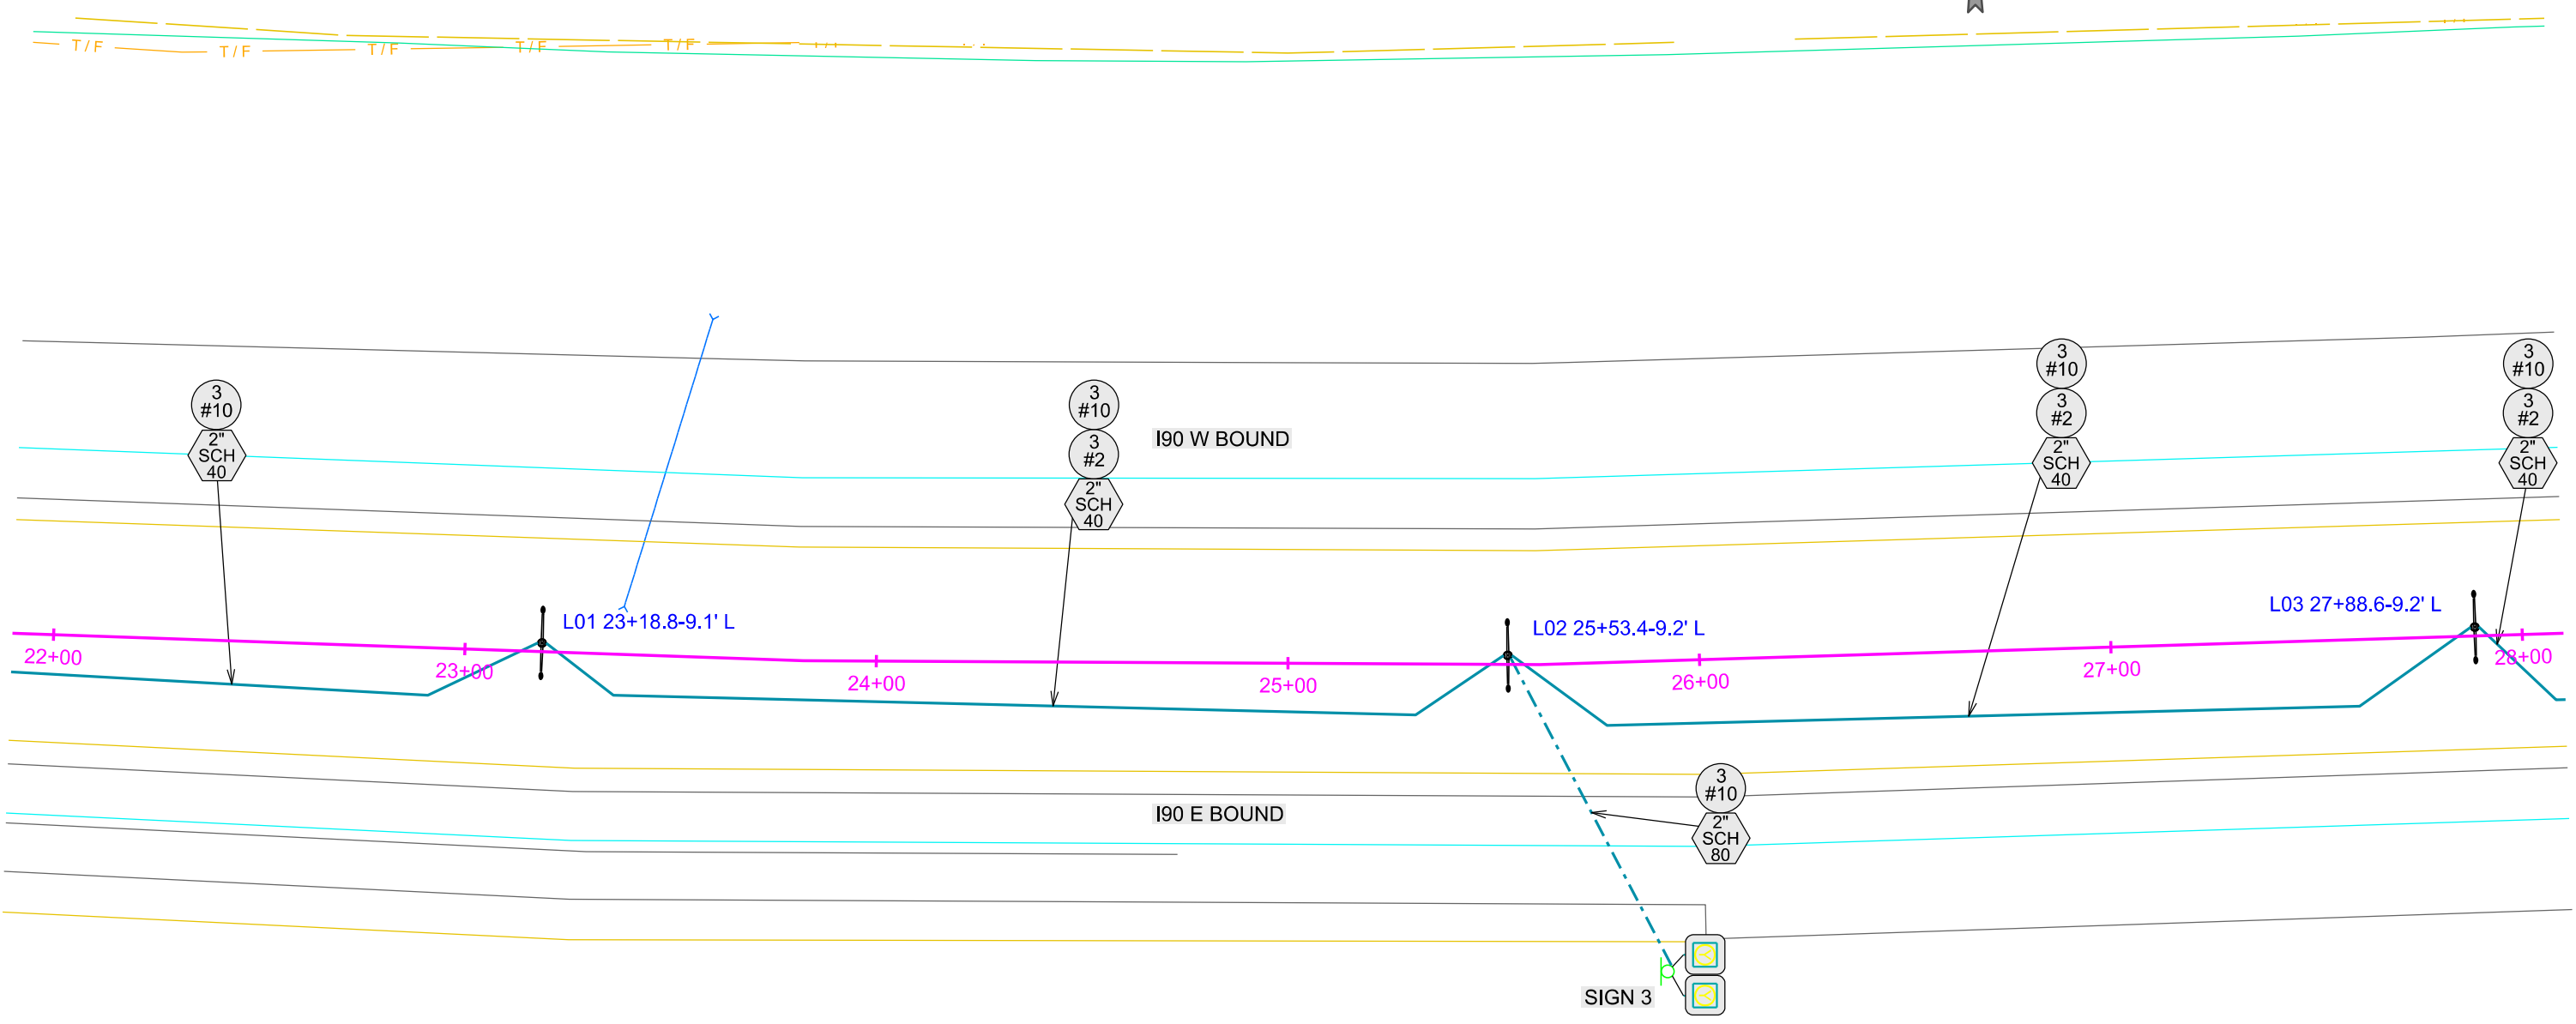 T/F T/F T/F T/F T/F
3
#10
3
#10
3
#10
3
#10
2"
SCH
40
3
#2
2"
SCH
40
I90 W BOUND
3
#2
2"
SCH
40
3
#2
2"
SCH
40
L01 23+18.8-9.1' L
L02 25+53.4-9.2' L
L03 27+88.6-9.2' L
22+00
23+00
24+00
25+00
26+00
27+00
28+00
I90 E BOUND
3
#10
2"
SCH
80
SIGN 3